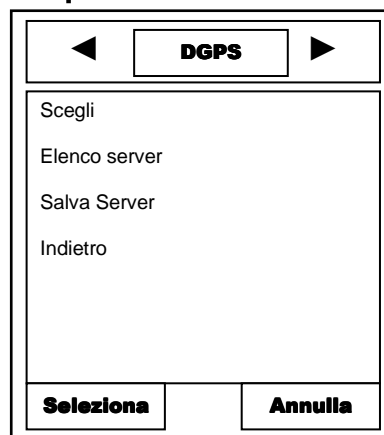 DGPS
Scegli
Elenco server
Salva Server
Indietro
Seleziona Annulla